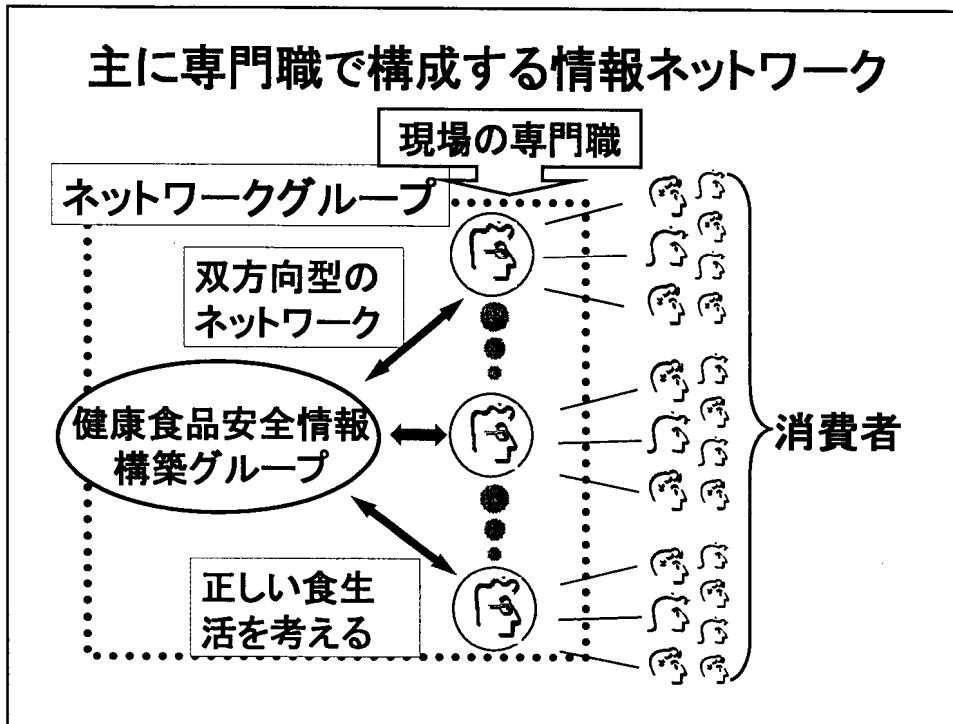 主に専門職で構成する情報ネットワーク
現場の専門職
ネットワークグループ
双方向型の
ネットワーク
健康食品安全情報
構築グループ
消費者
正しい食生
活を考える